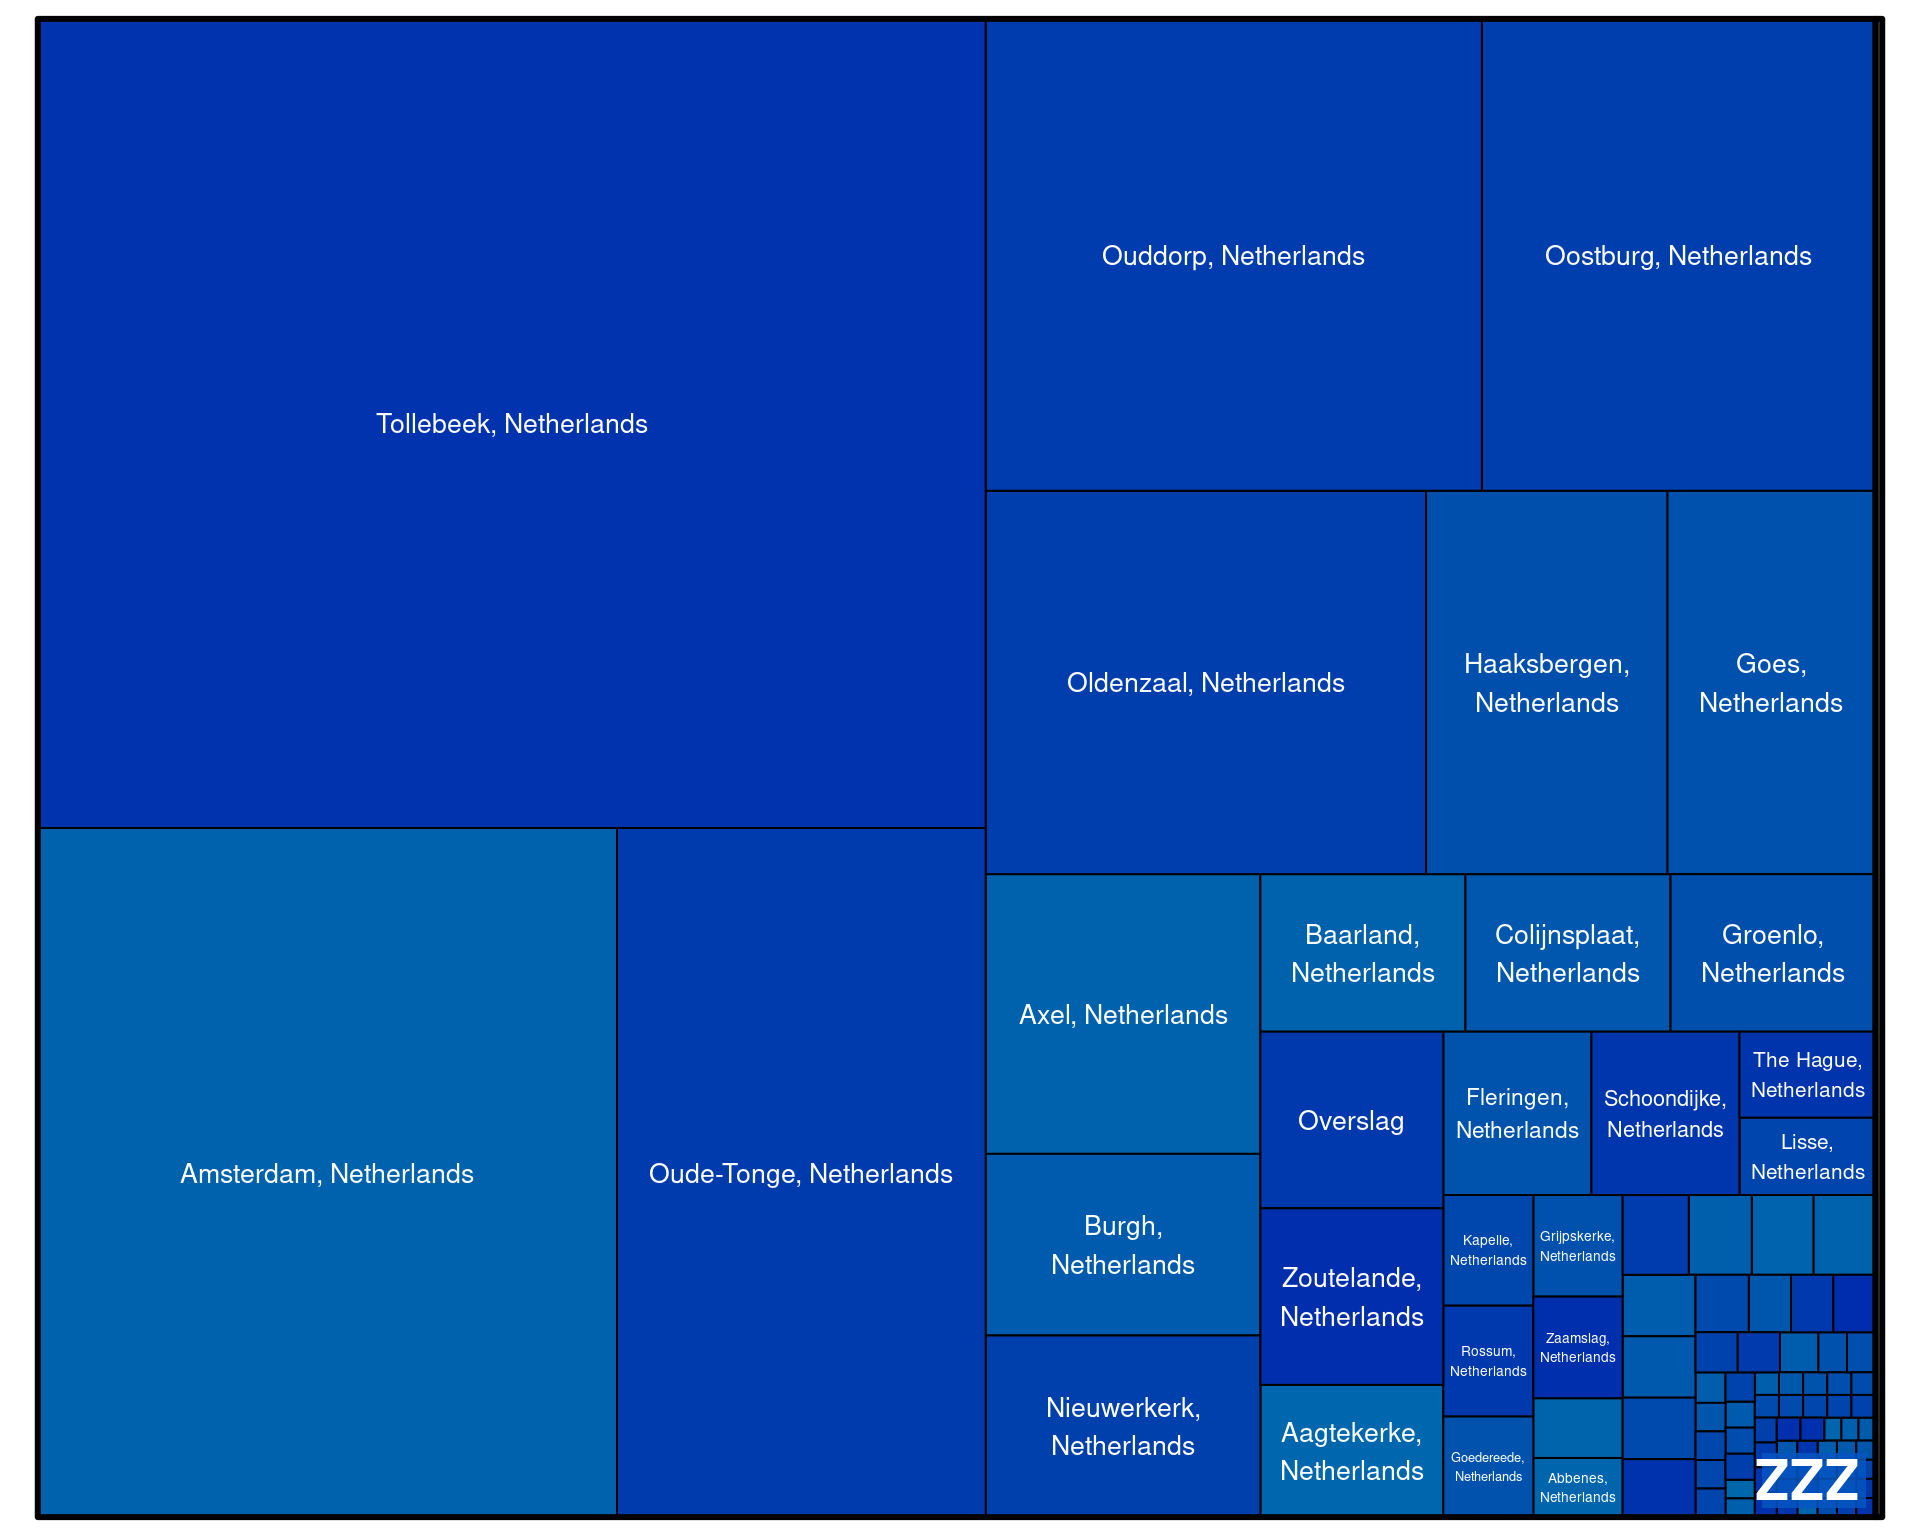 Tollebeek, Netherlands
Ouddorp, Netherlands
Oostburg, Netherlands
Oldenzaal, Netherlands
Haaksbergen,
Netherlands
Goes,
Netherlands
Amsterdam, Netherlands
Oude-Tonge, Netherlands
Axel, Netherlands
Baarland,
Netherlands
Colijnsplaat,
Netherlands
Groenlo,
Netherlands
Burgh,
Netherlands
Nieuwerkerk,
Netherlands
Overslag
Zoutelande,
Netherlands
Aagtekerke,
Netherlands
Fleringen,
Netherlands
Schoondijke,
Netherlands
The Hague,
Netherlands
Lisse,
Netherlands
Kapelle,
Netherlands
Grijpskerke,
Netherlands
Rossum,
Netherlands
Zaamslag,
Netherlands
Goedereede,
Netherlands
Abbenes,
Netherlands
ZZZ